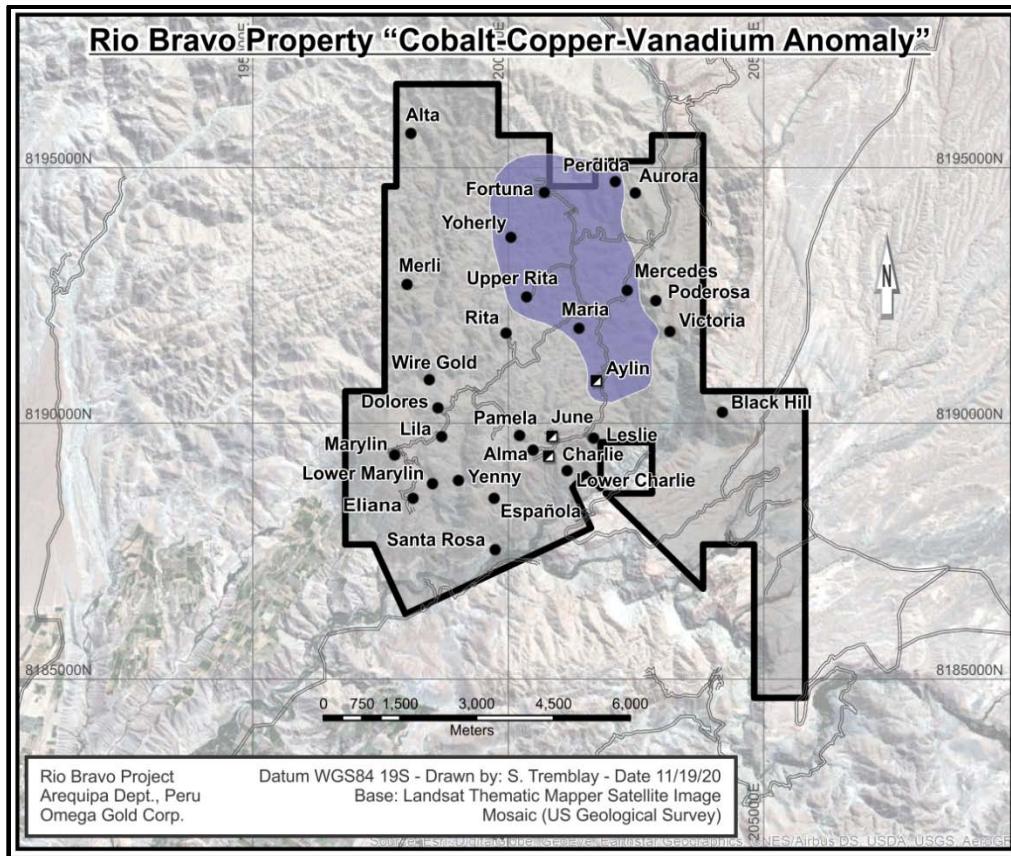 Rio Bravo Property “Cobalt-Copper-Vanadium Anomaly”
Alta
8195000N
8195000N
Perdida
Fortuna
Aurora
Yoherly
N
Merli
Upper Rita
Mercedes
Poderosa
Maria
Rita
Victoria
Wire Gold
Aylin
Dolores
Black Hill
8190000N
8190000N
Pamela
June
Lila
Leslie
Marylin
Alma
Charlie
Lower Marylin
Yenny
Lower Charlie
Eliana
Española
Santa Rosa
8185000N
8185000N
0 750 1,500 3,000 4,500 6,000
Meters
Rio Bravo Project
Arequipa Dept., Peru
Omega Gold Corp.
Datum WGS84 19S - Drawn by: S. Tremblay - Date 11/19/20
Base: Landsat Thematic Mapper Satellite Image
Mosaic (US Geological Survey)
205000E